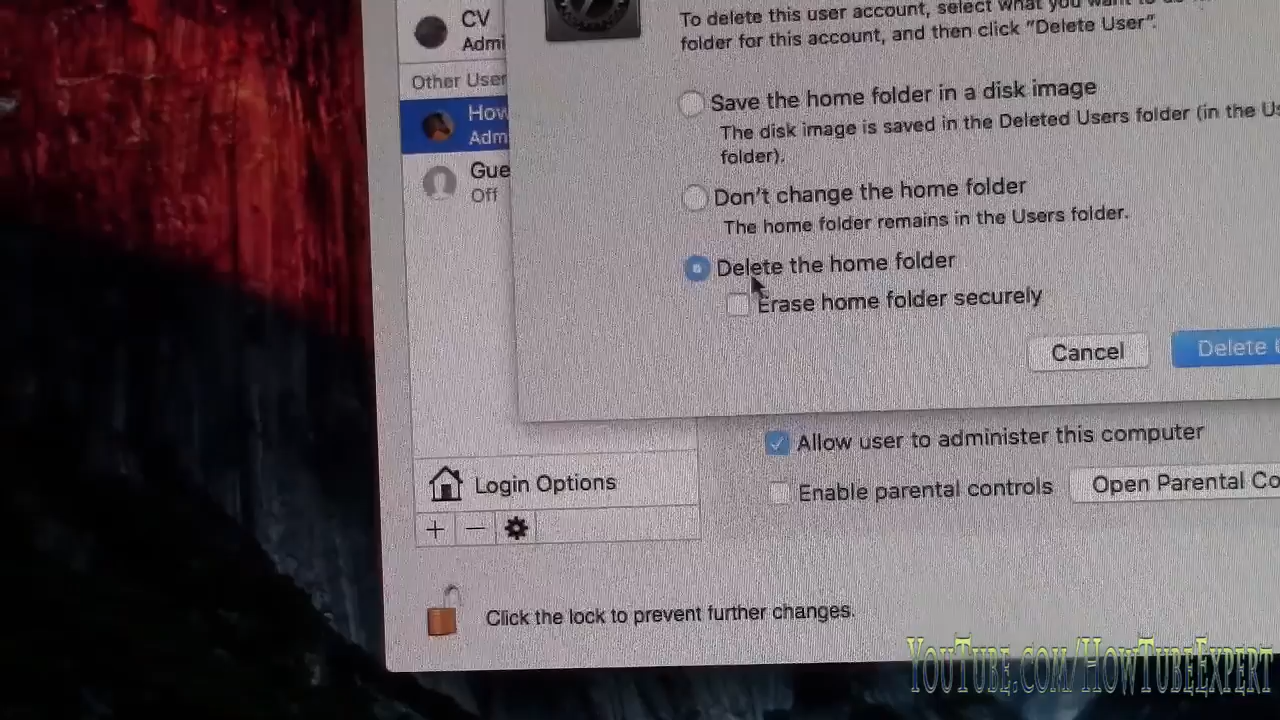 CV
Admi
Other User
How
Adm
Gue
Off
To delete this user account, select what you want to do
folder for this account, and then click "Delete User".
Save the home folder in a disk image
The disk image is saved in the Deleted Users folder (in the Us
folder).
Don't change the home folder
The home folder remains in the Users folder.
Delete the home folder
Erase home folder securely
Cancel
Delete
Allow user to administer this computer
Enable parental controls
Open Parental Co
Login Options
+ −
Click the lock to prevent further changes.
YouTube.com/HowTubeExpert